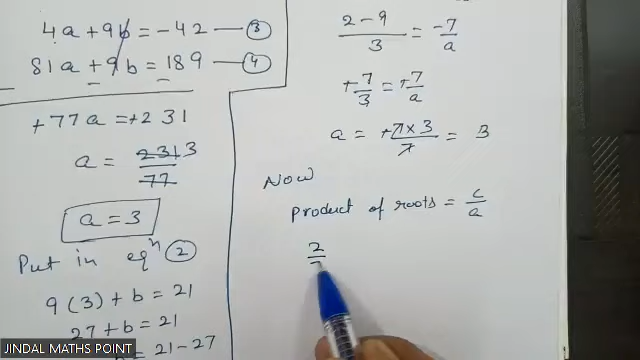 4a + 9b = -42 — ③
81a + 9b = 189 — ④
+77a = +231
a = 231 3 / 77
a = 3
Put in eqⁿ ②
9(3) + b = 21
27 + b = 21
= 21 - 27
2 - 9 / 3 = -7 / a
+7 / 3 = +7 / a
a = +7 × 3 / 7 = 3
Now
Product of roots = c / a
2
JINDAL MATHS POINT